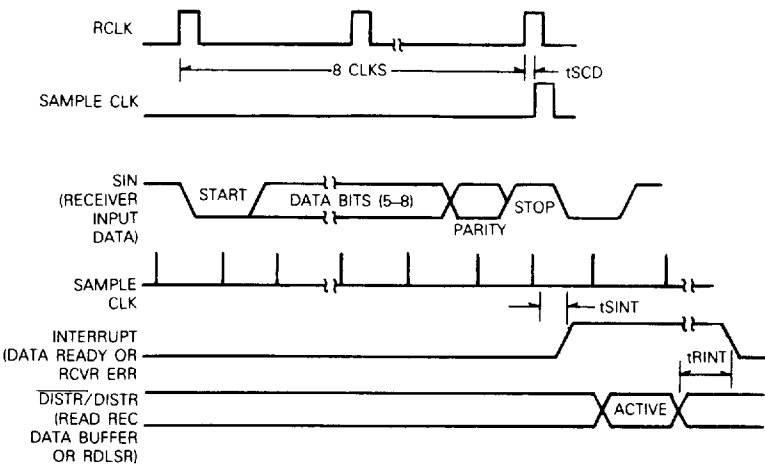 RCLK
8 CLKS
tSCD
SAMPLE CLK
SIN
(RECEIVER
INPUT
DATA)
START
DATA BITS (5–8)
PARITY
STOP
SAMPLE
CLK
tSINT
INTERRUPT
(DATA READY OR
RCVR ERR
tRINT
DISTR/DISTR
(READ REC
DATA BUFFER
OR RDLSR)
ACTIVE